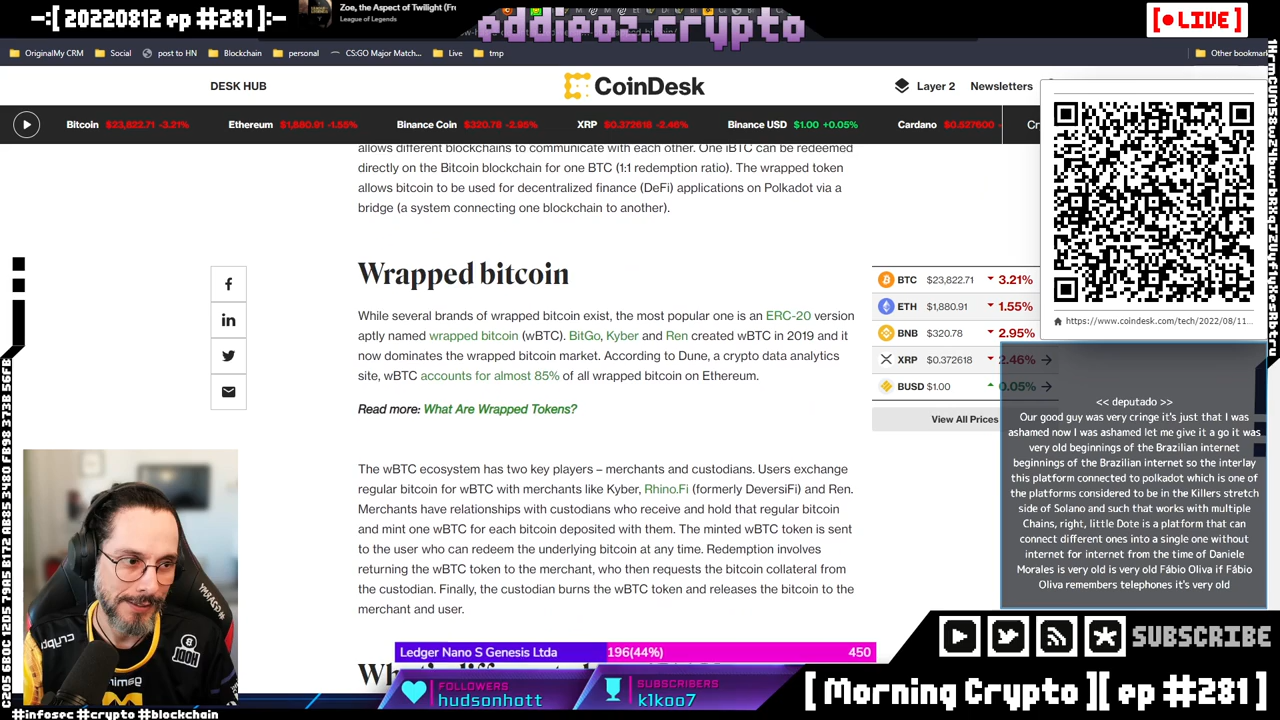 -:[ 20220812 ep #281 ]:-
Zoe, the Aspect of Twilight (Fr
League of Legends
eddieoz.crypto
[ ● LIVE ]
OriginalMy CRM
Social
post to HN
Blockchain
personal
CS:GO Major Match...
Live
tmp
Other bookmar
DESK HUB
CoinDesk
Layer 2
Newsletters
Bitcoin $23,822.71 -3.21%
Ethereum $1,880.91 -1.55%
Binance Coin $320.78 -2.95%
XRP $0.372618 -2.46%
Binance USD $1.00 +0.05%
Cardano $0.527600
Cr
allows different blockchains to communicate with each other. One iBTC can be redeemed
directly on the Bitcoin blockchain for one BTC (1:1 redemption ratio). The wrapped token
allows bitcoin to be used for decentralized finance (DeFi) applications on Polkadot via a
bridge (a system connecting one blockchain to another).
Wrapped bitcoin
While several brands of wrapped bitcoin exist, the most popular one is an ERC-20 version
aptly named wrapped bitcoin (wBTC). BitGo, Kyber and Ren created wBTC in 2019 and it
now dominates the wrapped bitcoin market. According to Dune, a crypto data analytics
site, wBTC accounts for almost 85% of all wrapped bitcoin on Ethereum.
Read more: What Are Wrapped Tokens?
The wBTC ecosystem has two key players – merchants and custodians. Users exchange
regular bitcoin for wBTC with merchants like Kyber, Rhino.Fi (formerly DeversiFi) and Ren.
Merchants have relationships with custodians who receive and hold that regular bitcoin
and mint one wBTC for each bitcoin deposited with them. The minted wBTC token is sent
to the user who can redeem the underlying bitcoin at any time. Redemption involves
returning the wBTC token to the merchant, who then requests the bitcoin collateral from
the custodian. Finally, the custodian burns the wBTC token and releases the bitcoin to the
merchant and user.
BTC $23,822.71 3.21%
ETH $1,880.91 1.55%
BNB $320.78 2.95%
XRP $0.372618 2.46%
BUSD $1.00 0.05%
View All Prices
https://www.coindesk.com/tech/2022/08/11...
<< deputado >>
Our good guy was very cringe it's just that I was
ashamed now I was ashamed let me give it a go it was
very old beginnings of the Brazilian internet
beginnings of the Brazilian internet so the interlay
this platform connected to polkadot which is one of
the platforms considered to be in the Killers stretch
side of Solano and such that works with multiple
Chains, right, little Dote is a platform that can
connect different ones into a single one without
internet for internet from the time of Daniele
Morales is very old is very old Fábio Oliva if Fábio
Oliva remembers telephones it's very old
Ledger Nano S Genesis Ltda 196(44%) 450
FOLLOWERS
hudsonhott
SUBSCRIBERS
k1koo7
SUBSCRIBE
[ Morning Crypto ][ ep #281 ]
#infosec #crypto #blockchain